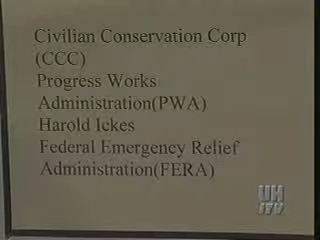 Civilian Conservation Corp
(CCC)
Progress Works
Administration(PWA)
Harold Ickes
Federal Emergency Relief
Administration(FERA)
UH
ITV